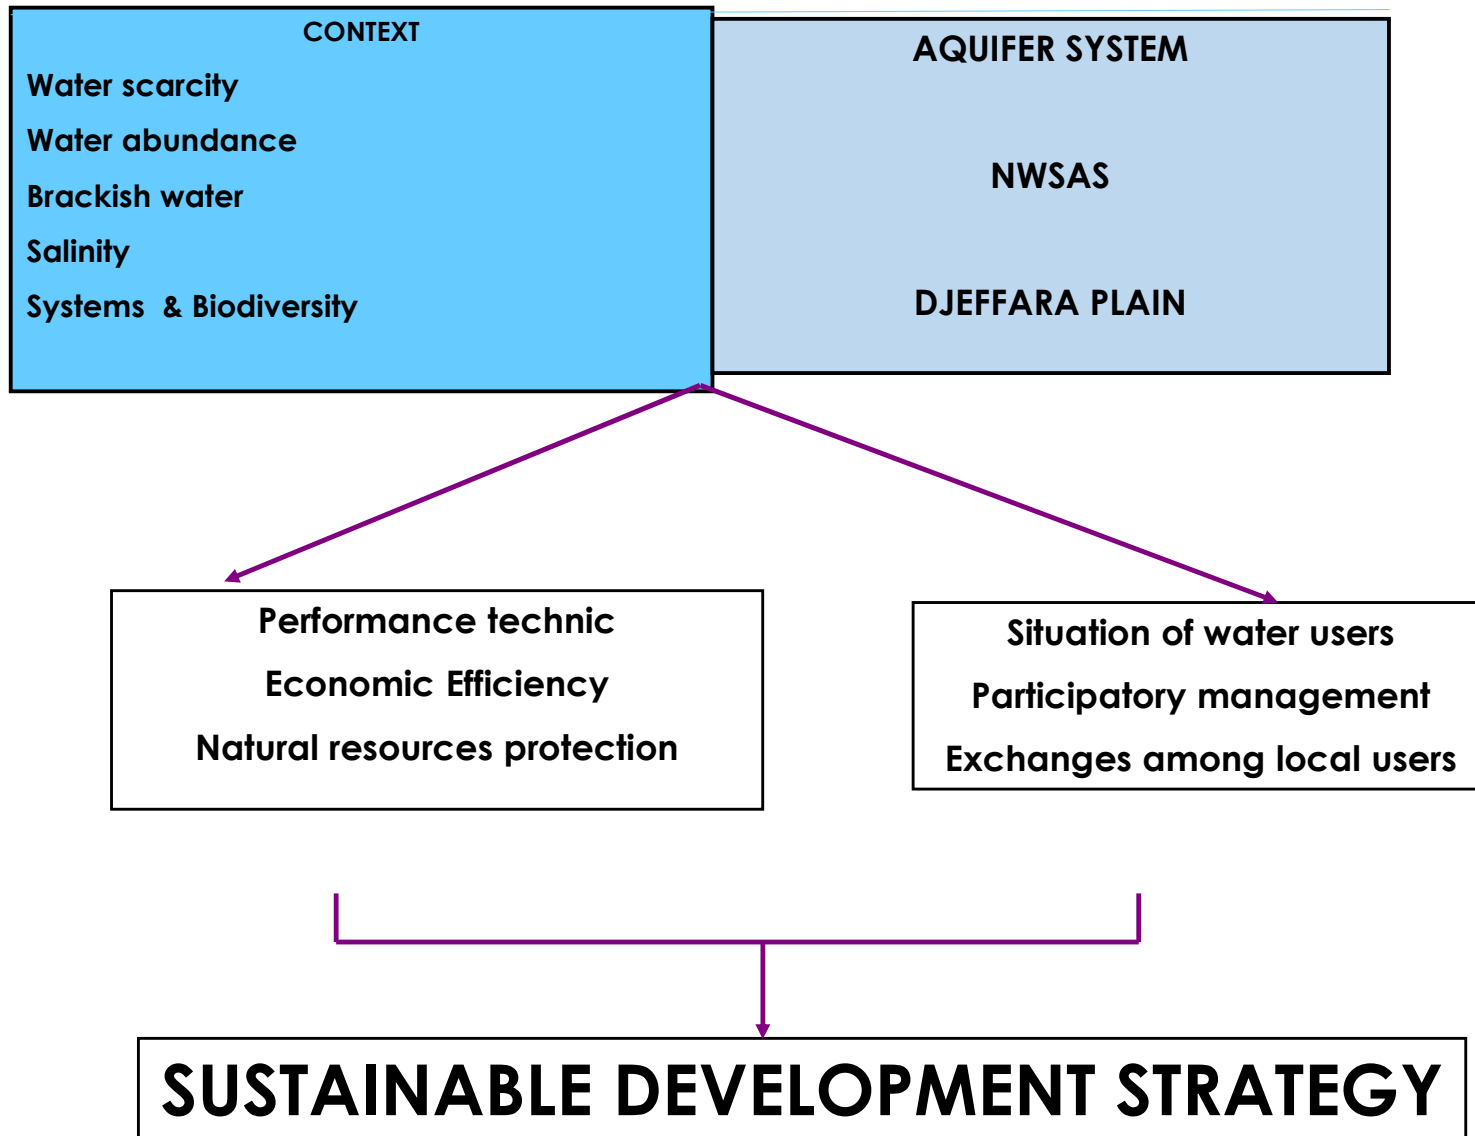 CONTEXT
Water scarcity
Water abundance
Brackish water
Salinity
Systems & Biodiversity
AQUIFER SYSTEM
NWSAS
DJEFFARA PLAIN
Performance technic
Economic Efficiency
Natural resources protection
Situation of water users
Participatory management
Exchanges among local users
SUSTAINABLE DEVELOPMENT STRATEGY